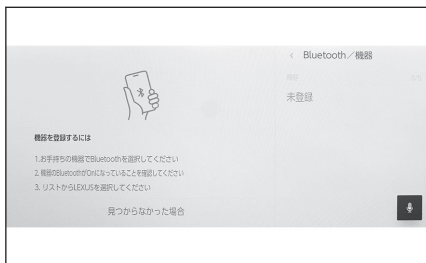 機器を登録するには
1.お手持ちの機器でBluetoothを選択してください
2. 機器のBluetoothがOnになっていることを確認してください
3. リストからLEXUSを選択してください
見つからなかった場合
< Bluetooth／機器
未登録